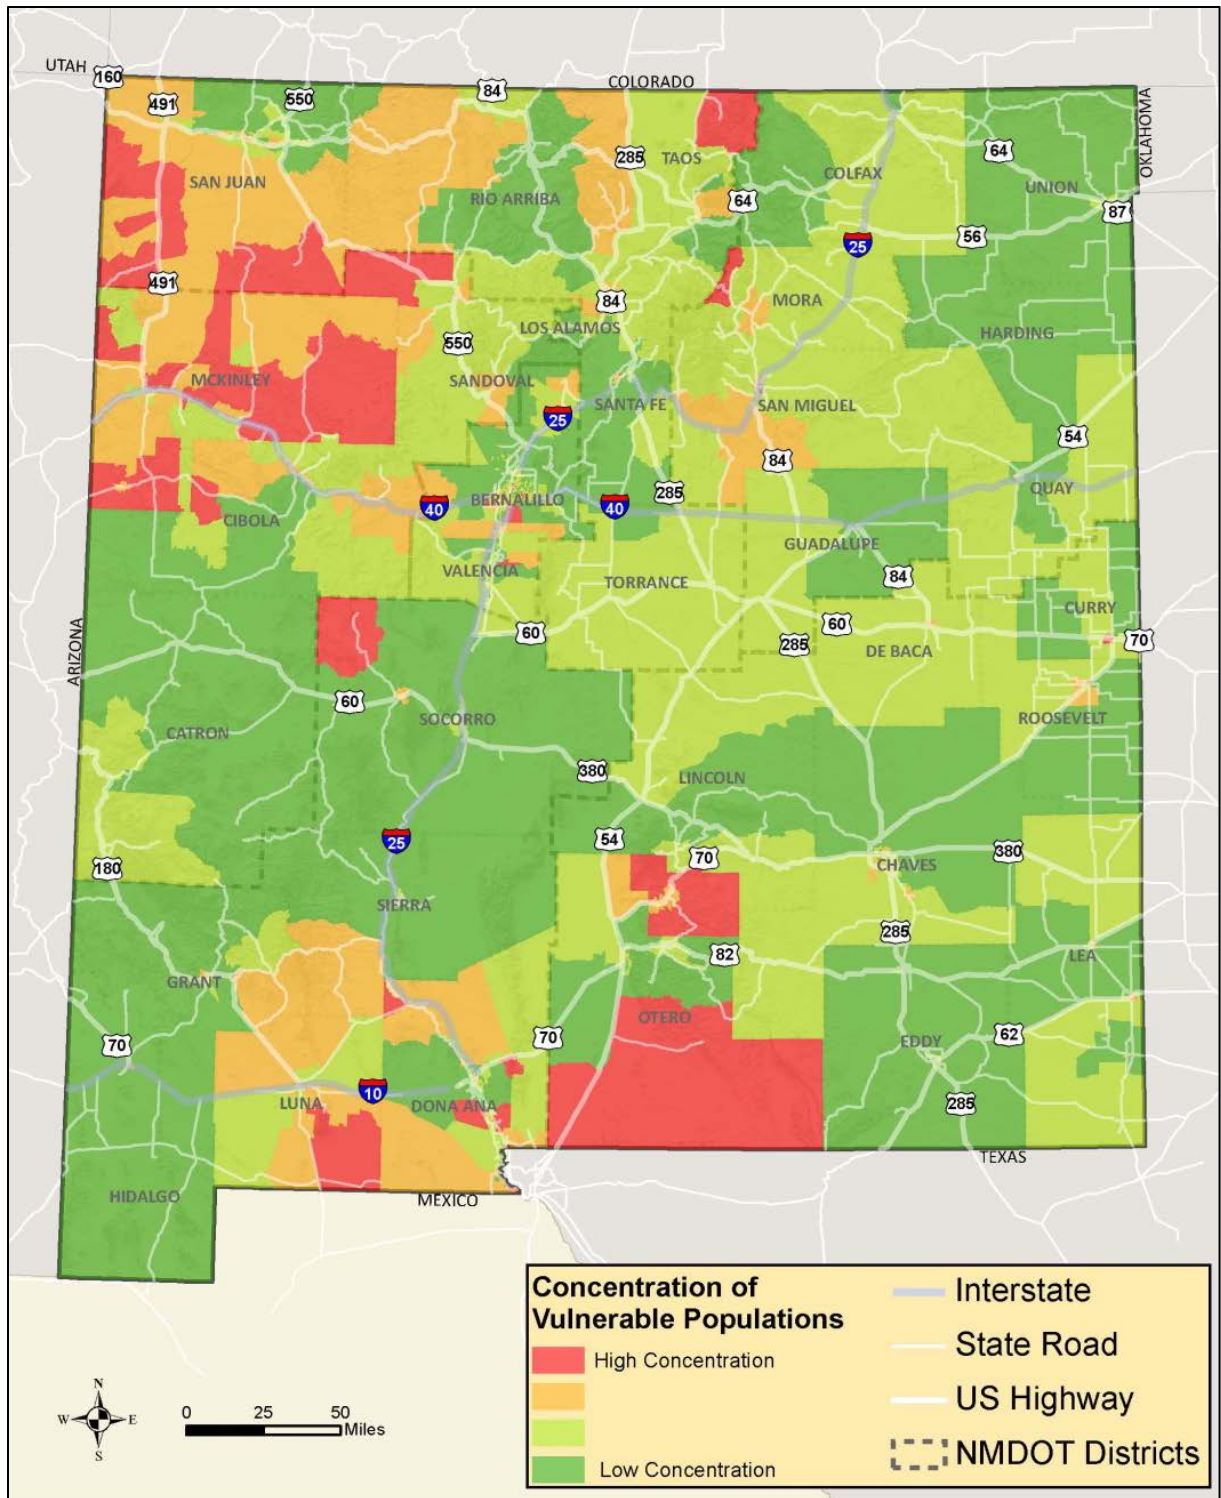 UTAH
COLORADO
OKLAHOMA
ARIZONA
TEXAS
MEXICO
160
491
550
84
285
64
64
87
56
25
491
84
550
25
54
84
40
40
285
84
60
60
285
70
60
380
54
70
380
25
180
285
82
70
70
62
10
285
SAN JUAN
RIO ARRIBA
TAOS
COLFAX
UNION
MORA
HARDING
LOS ALAMOS
MCKINLEY
SANDOVAL
SANTA FE
SAN MIGUEL
QUAY
BERNALILLO
CIBOLA
GUADALUPE
VALENCIA
TORRANCE
CURRY
DE BACA
CATRON
SOCORRO
ROOSEVELT
LINCOLN
CHAVES
SIERRA
GRANT
LEA
OTERO
EDDY
LUNA
DONA ANA
HIDALGO
Concentration of
Vulnerable Populations
High Concentration
Low Concentration
Interstate
State Road
US Highway
NMDOT Districts
N
W
E
S
0 25 50
Miles